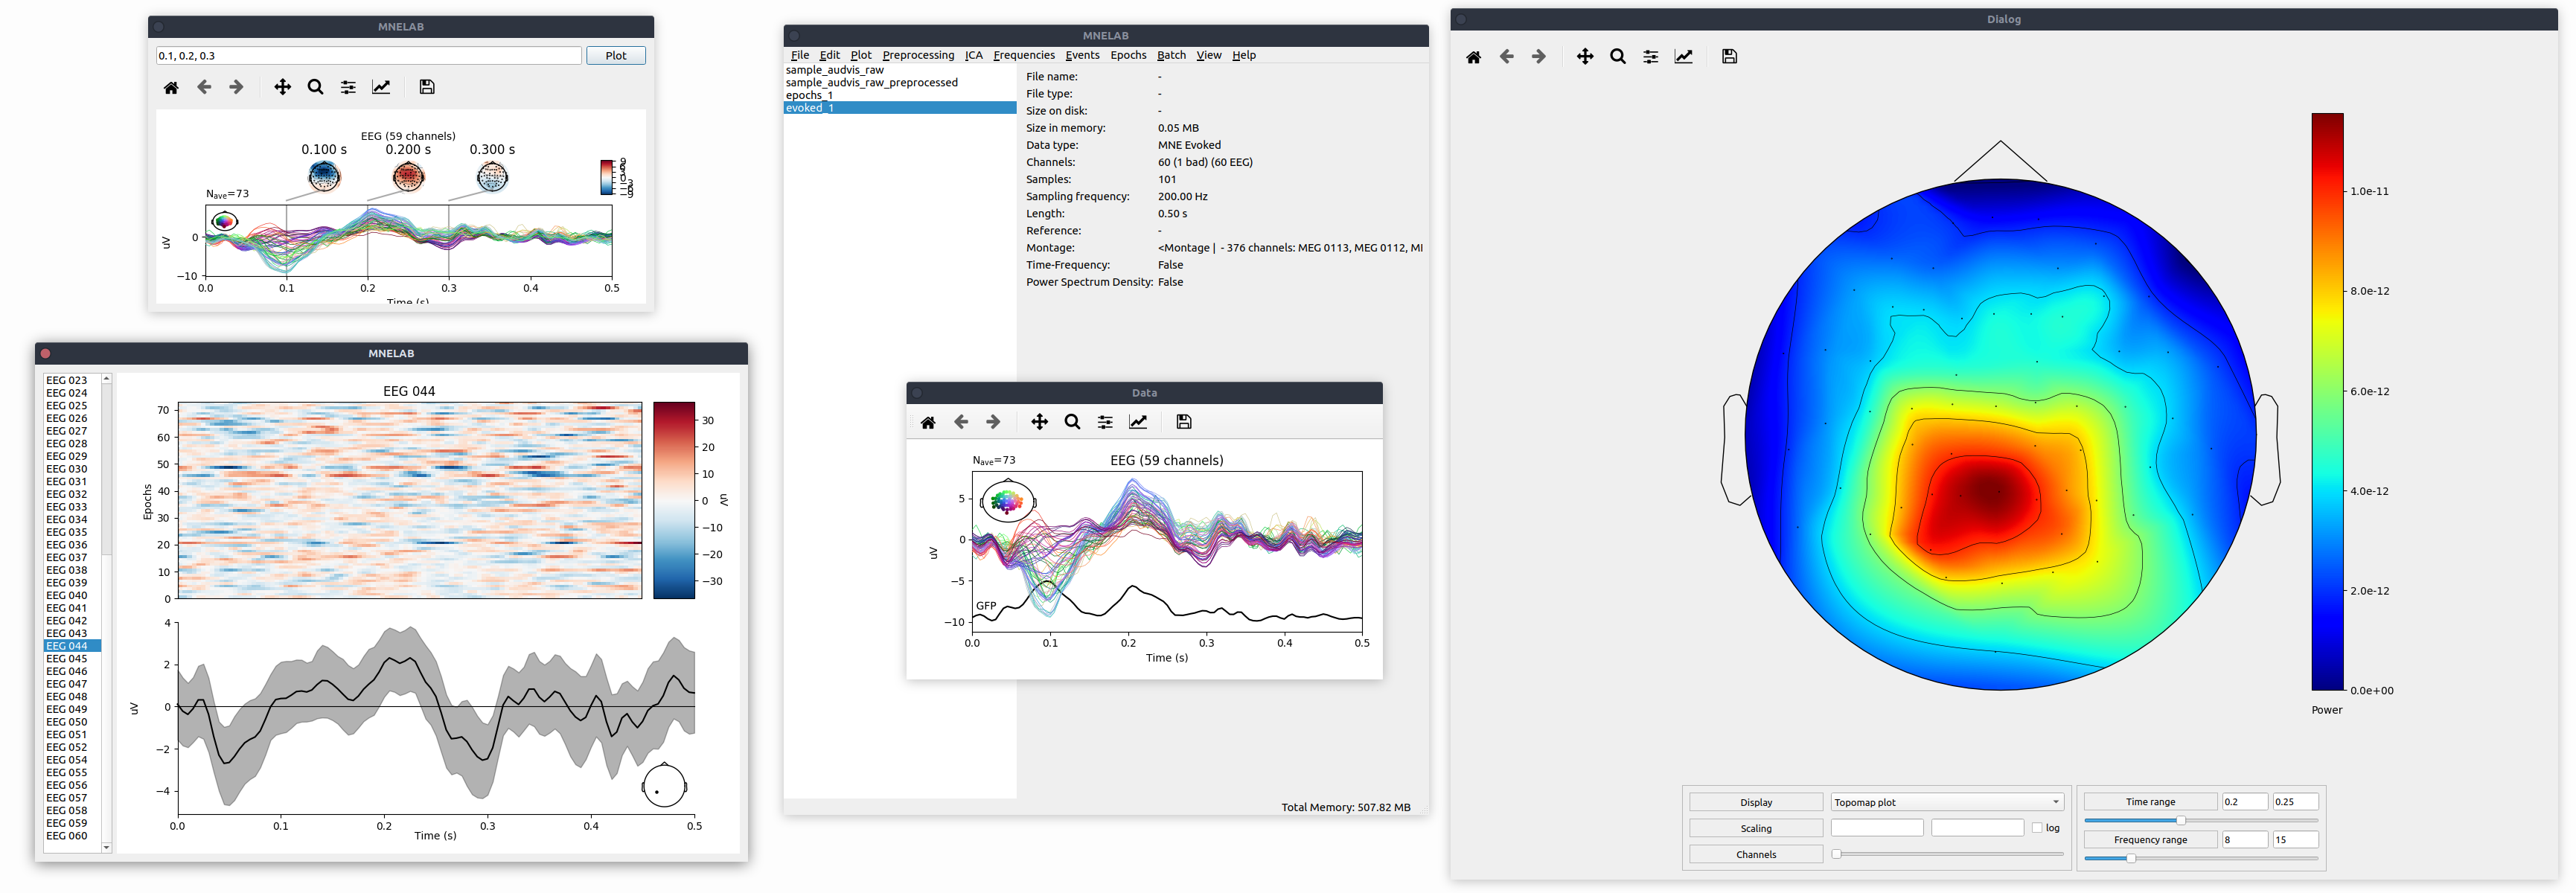 MNELAB
0.1, 0.2, 0.3
Plot
EEG (59 channels)
0.100 s 0.200 s 0.300 s
Nave=73
uV
0
−10
0.0 0.1 0.2 0.3 0.4 0.5
MNELAB
EEG 023
EEG 024
EEG 025
EEG 026
EEG 027
EEG 028
EEG 029
EEG 030
EEG 031
EEG 032
EEG 033
EEG 034
EEG 035
EEG 036
EEG 037
EEG 038
EEG 039
EEG 040
EEG 041
EEG 042
EEG 043
EEG 044
EEG 045
EEG 046
EEG 047
EEG 048
EEG 049
EEG 050
EEG 051
EEG 052
EEG 054
EEG 055
EEG 056
EEG 057
EEG 058
EEG 059
EEG 060
EEG 044
Epochs
70
60
50
40
30
20
10
0
30
20
10
0
−10
−20
−30
uV
uV
4
2
0
−2
−4
0.0 0.1 0.2 0.3 0.4 0.5
Time (s)
MNELAB
File Edit Plot Preprocessing ICA Frequencies Events Epochs Batch View Help
sample_audvis_raw
sample_audvis_raw_preprocessed
epochs_1
evoked_1
File name: -
File type: -
Size on disk: -
Size in memory: 0.05 MB
Data type: MNE Evoked
Channels: 60 (1 bad) (60 EEG)
Samples: 101
Sampling frequency: 200.00 Hz
Length: 0.50 s
Reference: -
Montage: <Montage | - 376 channels: MEG 0113, MEG 0112, MI
Time-Frequency: False
Power Spectrum Density: False
Total Memory: 507.82 MB
Data
Nave=73
EEG (59 channels)
uV
5
0
−5
−10
GFP
0.0 0.1 0.2 0.3 0.4 0.5
Time (s)
Dialog
1.0e-11
8.0e-12
6.0e-12
4.0e-12
2.0e-12
0.0e+00
Power
Display Topomap plot
Scaling log
Channels
Time range 0.2 0.25
Frequency range 8 15